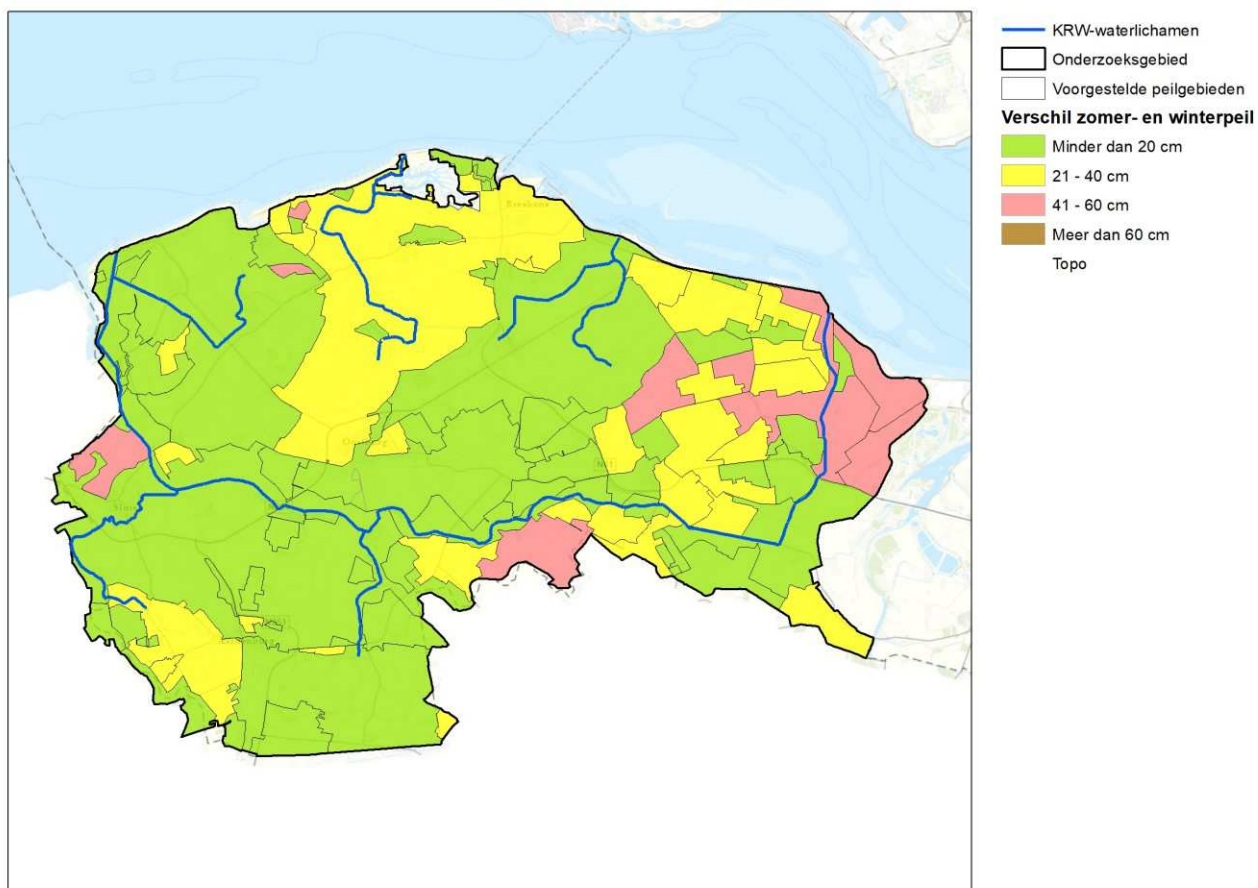 KRW-waterlichamen
Onderzoeksgebied
Voorgestelde peilgebieden
Verschil zomer- en winterpeil
Minder dan 20 cm
21 - 40 cm
41 - 60 cm
Meer dan 60 cm
Topo